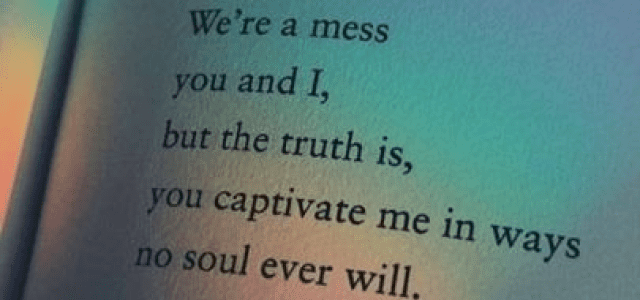 We’re a mess
you and I,
but the truth is,
you captivate me in ways
no soul ever will.